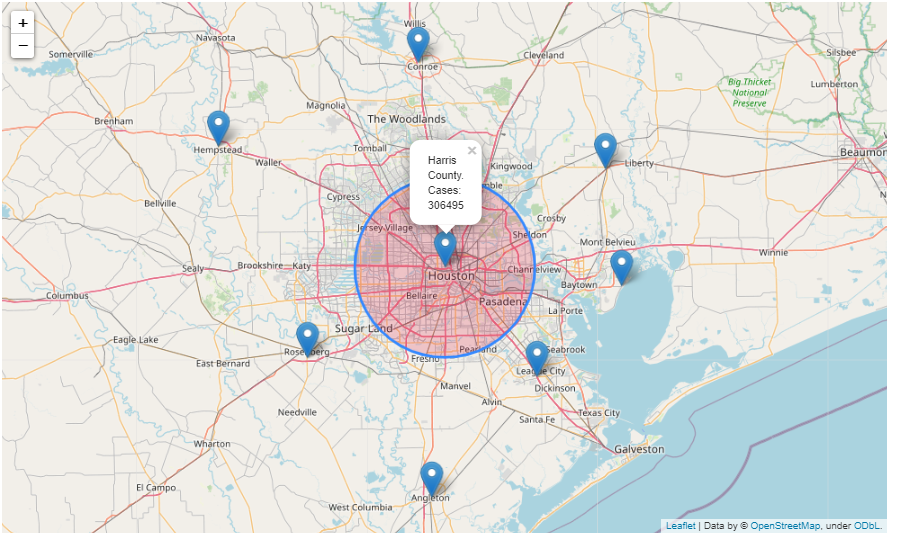 +
−
Willis
Navasota
Somerville
Conroe
Cleveland
Silsbee
Lumberton
Big Thicket
National
Preserve
Magnolia
The Woodlands
Brenham
Hempstead
Waller
Tomball
Kingwood
Liberty
Beaumon
×
Harris
County.
Cases:
306495
mble
Cypress
Bellville
Crosby
Jersey Village
Sheldon
Mont Belvieu
Winnie
Sealy
Brookshire
Katy
Houston
Channelview
Baytown
Columbus
Bellaire
Pasadena
La Porte
Sugar Land
Eagle Lake
Rosenberg
Pearland
Seabrook
East Bernard
Fresno
League City
Manvel
Dickinson
Alvin
Needville
Texas City
Santa Fe
Wharton
Galveston
El Campo
Angleton
West Columbia
Leaflet | Data by © OpenStreetMap, under ODbL.